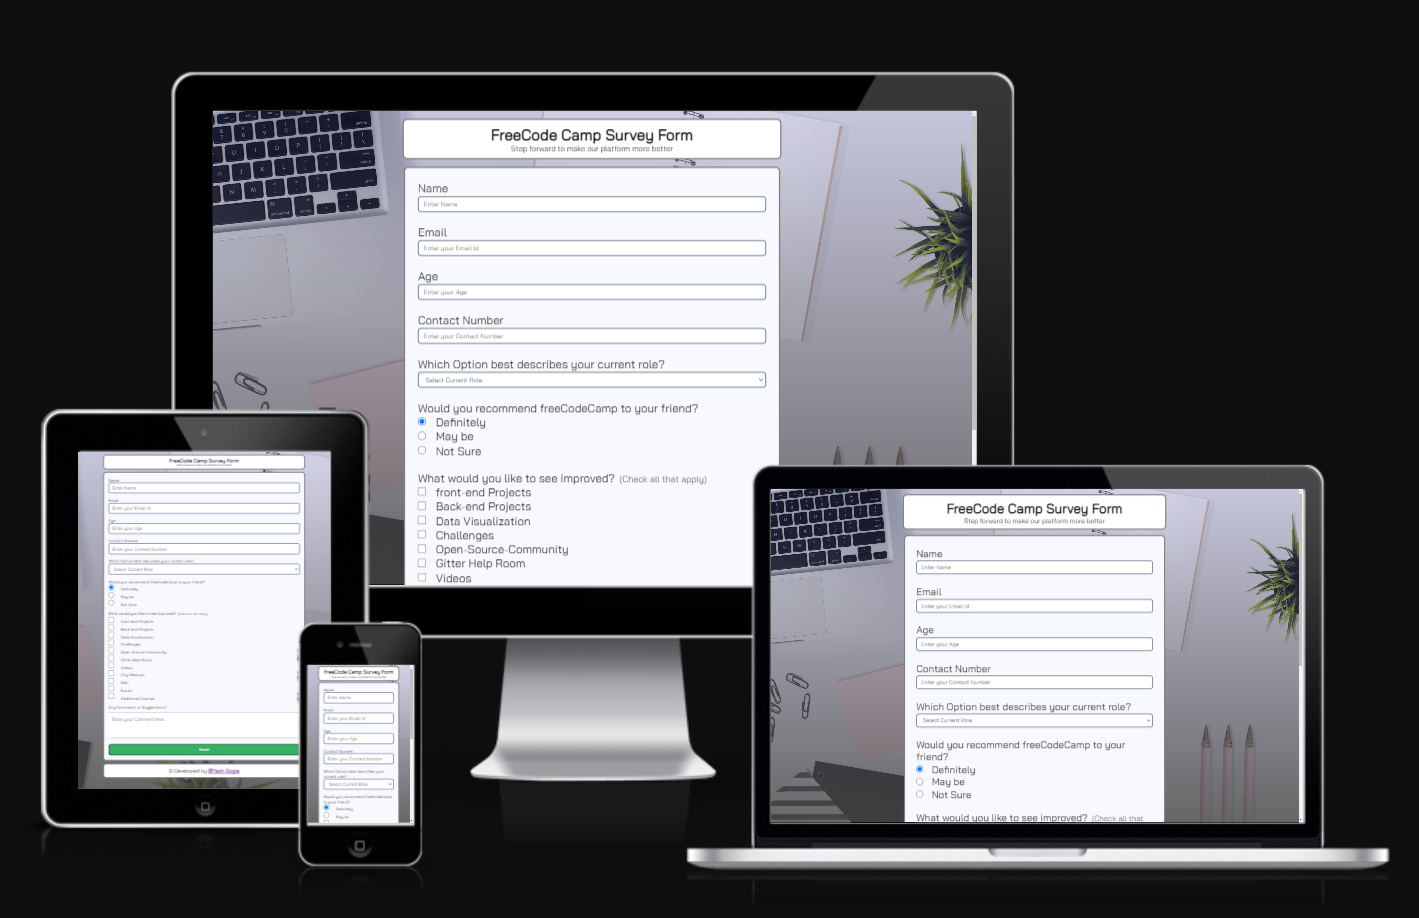 FreeCode Camp Survey Form
Step forward to make our platform more better
Name
Enter Name
Email
Enter your Email Id
Age
Enter your Age
Contact Number
Enter your Contact Number
Which Option best describes your current role?
Select Current Role
Would you recommend freeCodeCamp to your friend?
Definitely
May be
Not Sure
What would you like to see improved? (Check all that apply)
front-end Projects
Back-end Projects
Data Visualization
Challenges
Open-Source-Community
Gitter Help Room
Videos
FreeCode Camp Survey Form
Name
Enter Name
Email
Enter your Email Id
Age
Enter your Age
Contact Number
Enter your Contact Number
Which Option best describes your current role?
Select Current Role
Would you recommend freeCodeCamp to your friend?
Definitely
May be
Not Sure
What would you like to see improved? (Check all that apply)
front-end Projects
Back-end Projects
Data Visualization
Challenges
Open-Source-Community
Gitter Help Room
Videos
City Meetups
Wiki
Forum
Additional Courses
Any Comments or Suggestions?
Enter your Comment here...
© Developed by
FreeCode Camp Survey Form
Name
Enter Name
Email
Enter your Email Id
Age
Enter your Age
Contact Number
Enter your Contact Number
Which Option best describes your
current role?
Select Current Role
Would you recommend freeCodeCamp
to your friend?
Definitely
May be
FreeCode Camp Survey Form
Step forward to make our platform more better
Name
Enter Name
Email
Enter your Email Id
Age
Enter your Age
Contact Number
Enter your Contact Number
Which Option best describes your current role?
Select Current Role
Would you recommend freeCodeCamp to your
friend?
Definitely
May be
Not Sure
What would you like to see improved? (Check all that